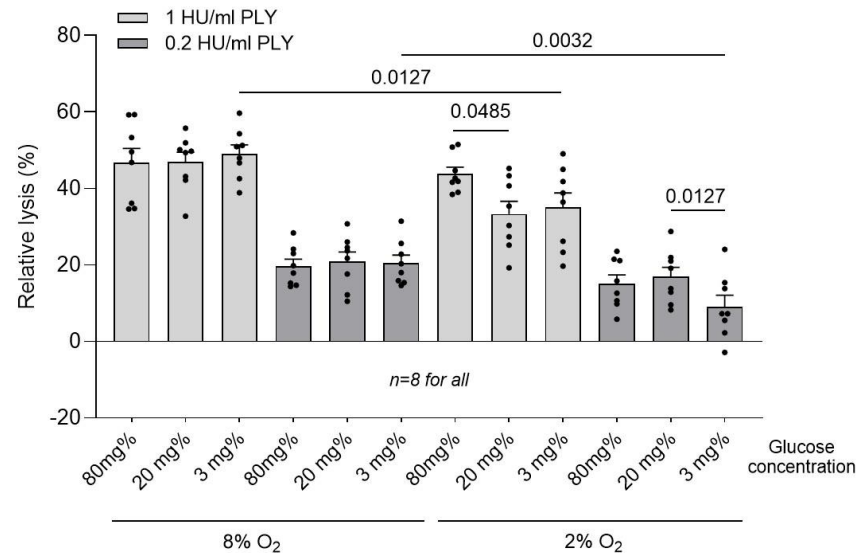 80
1 HU/ml PLY
0.2 HU/ml PLY
0.0032
0.0127
60
0.0485
40
0.0127
20
0
-20
Relative lysis (%)
n=8 for all
80mg%
20 mg%
3 mg%
80mg%
20 mg%
3 mg%
80mg%
20 mg%
3 mg%
80mg%
20 mg%
3 mg%
Glucose
concentration
8% O₂
2% O₂